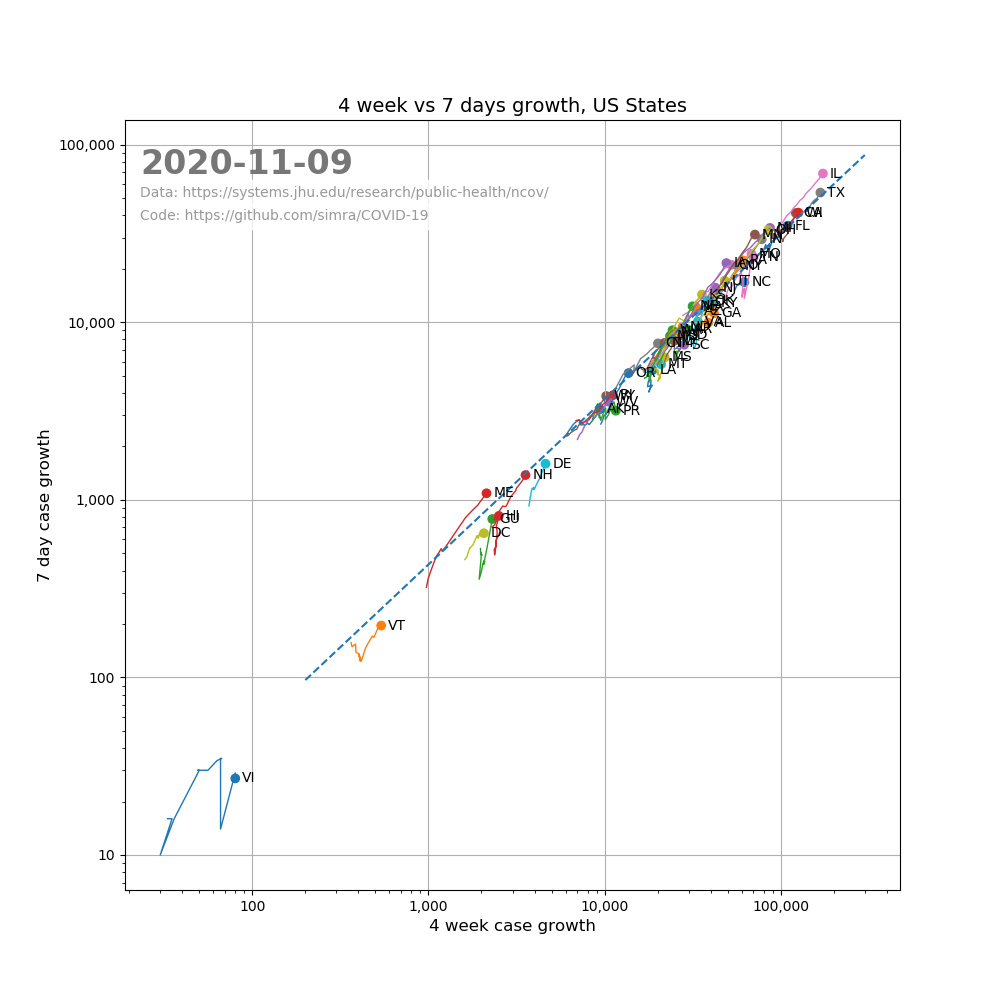 4 week vs 7 days growth, US States
2020-11-09
Data: https://systems.jhu.edu/research/public-health/ncov/
Code: https://github.com/simra/COVID-19
100,000
10,000
1,000
100
10
7 day case growth
IL
TX
FL
NC
GA
AL
SC
MS
MT
LA
OR
WV
AK
PR
DE
NH
ME
HI
GU
DC
VT
VI
100
1,000
10,000
100,000
4 week case growth